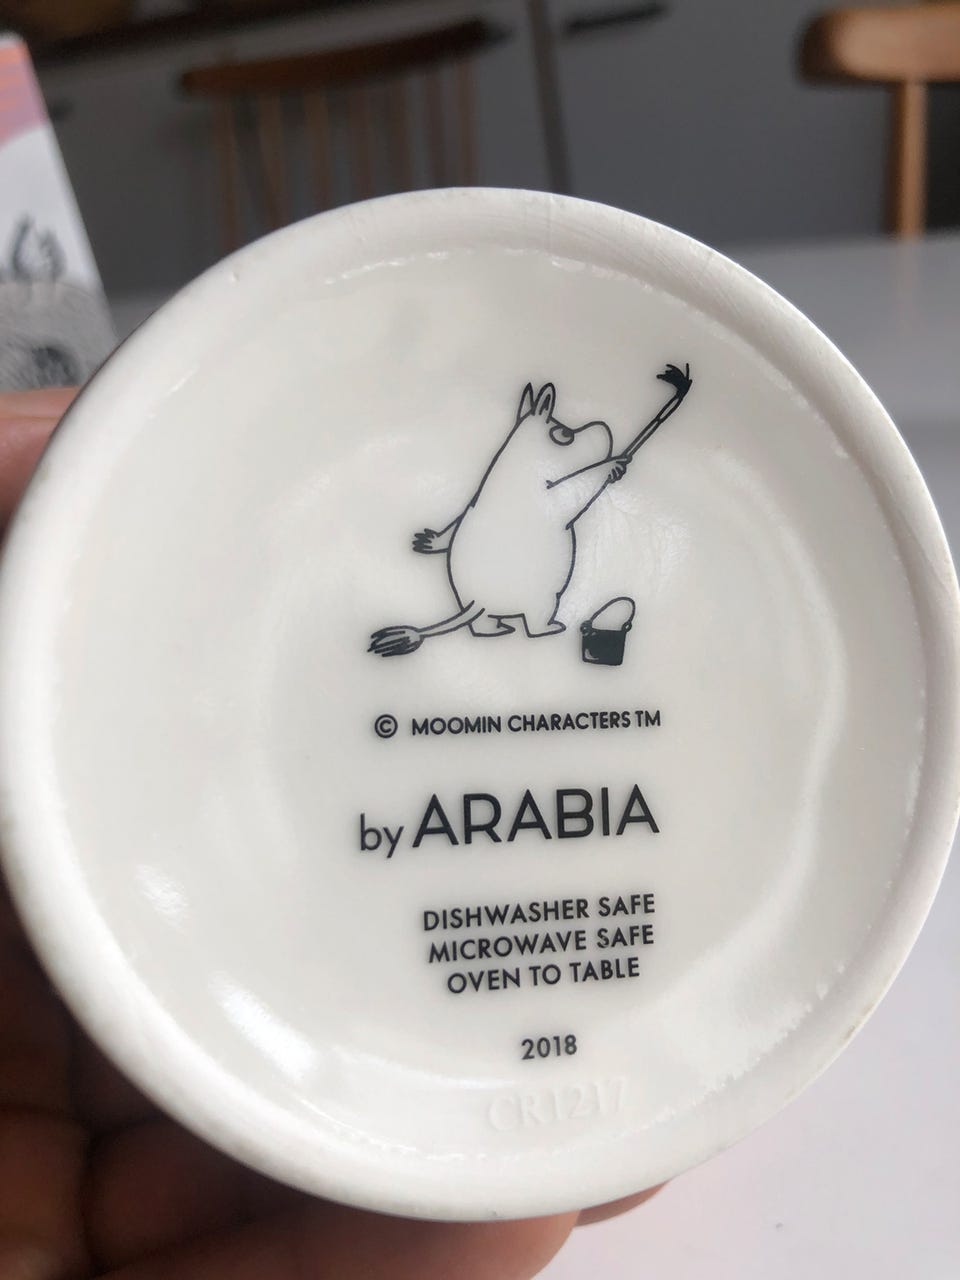 © MOOMIN CHARACTERS TM
by ARABIA
DISHWASHER SAFE
MICROWAVE SAFE
OVEN TO TABLE
2018
CR1217